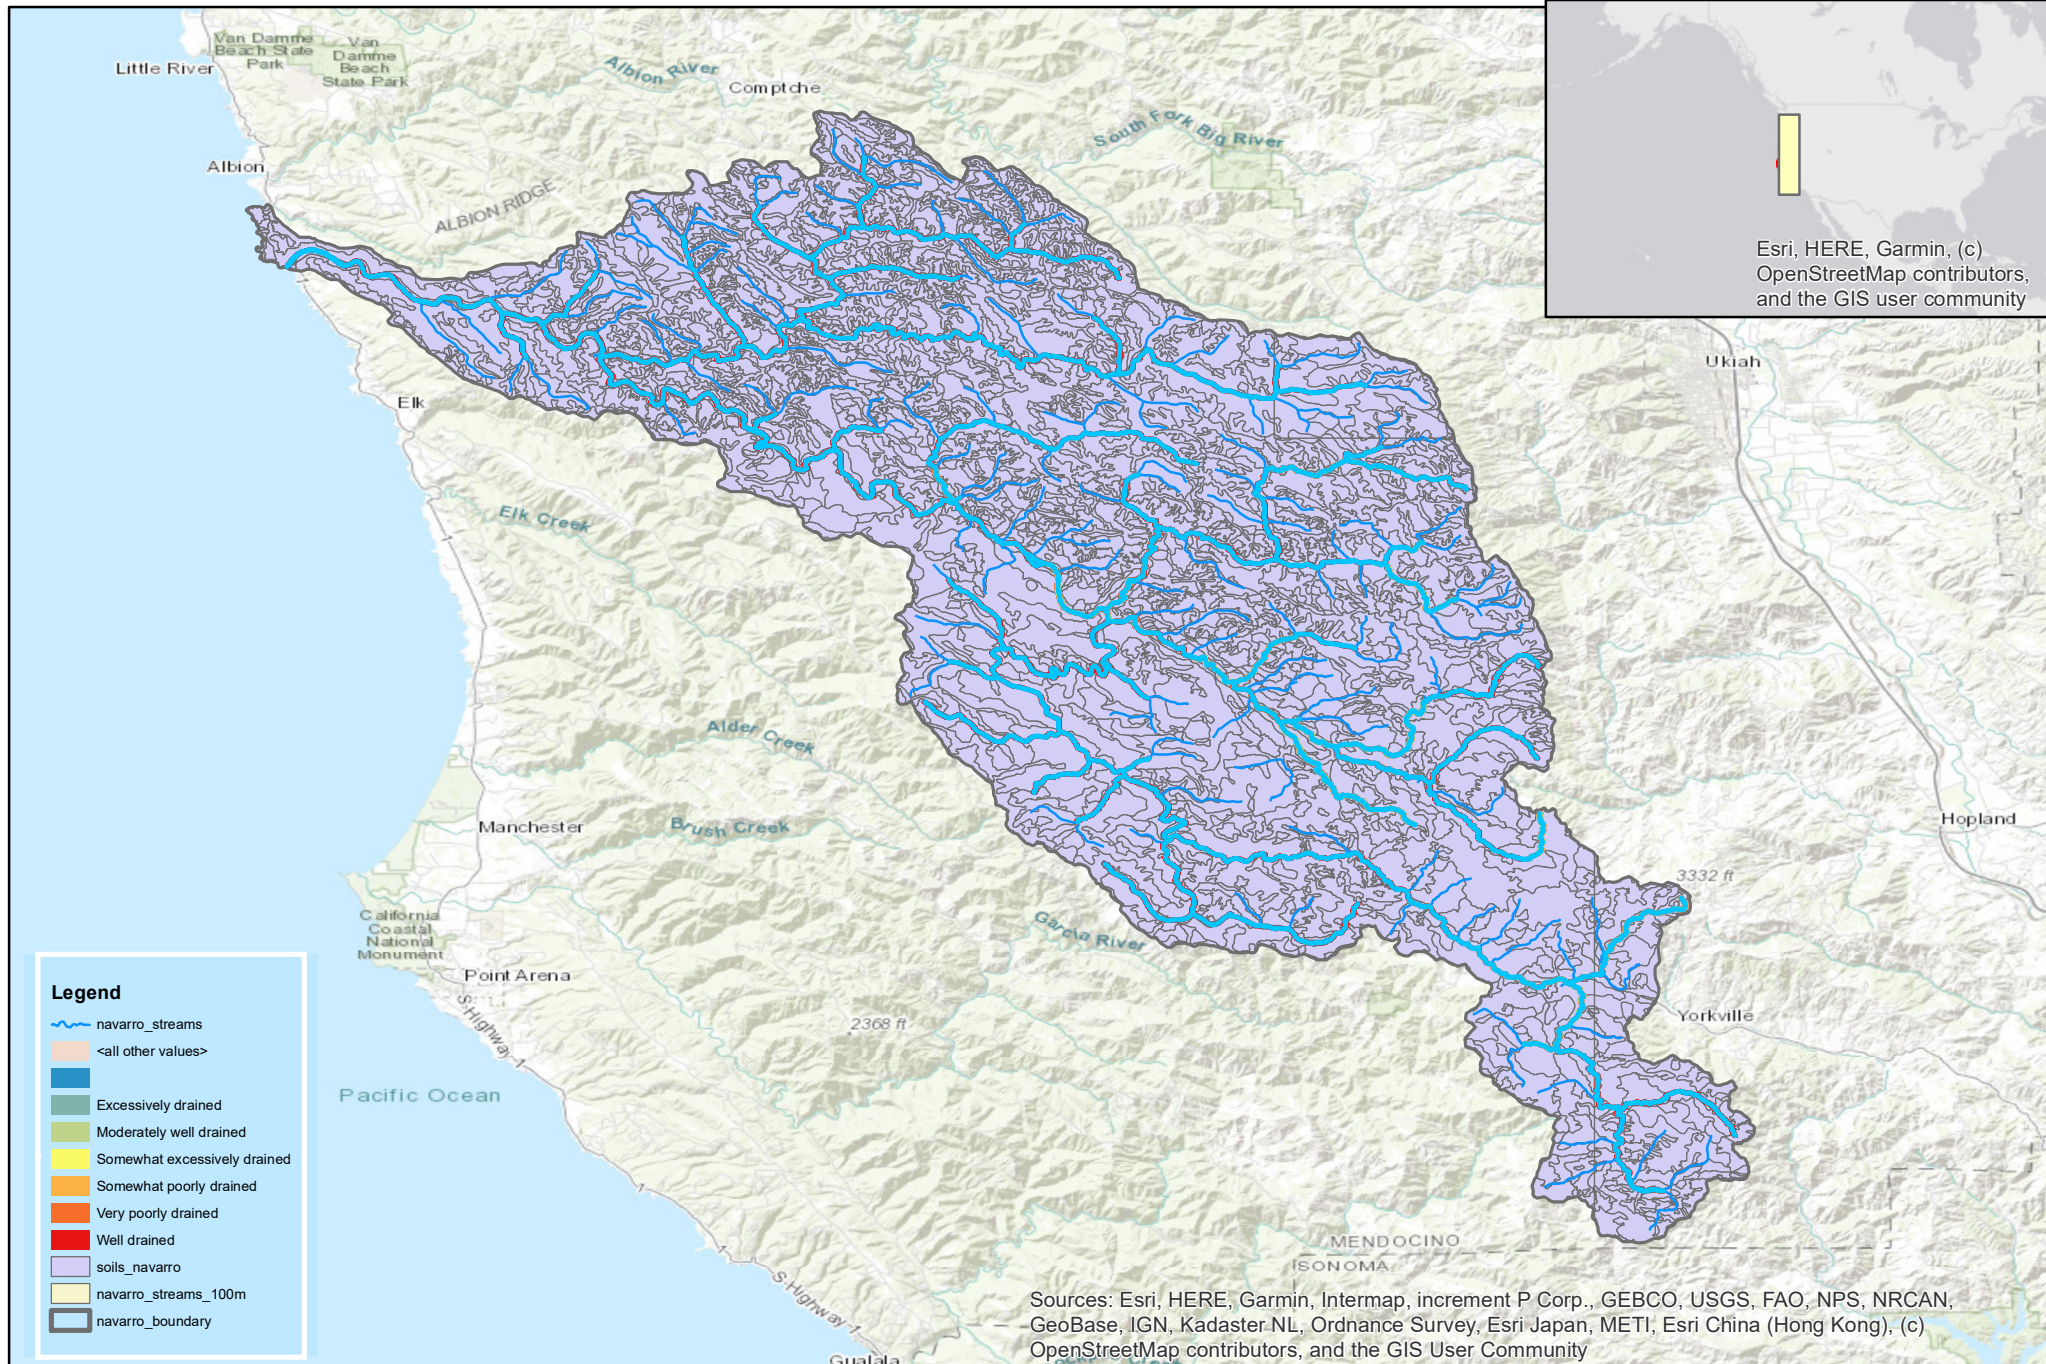 Van Damme
Beach State
Park
Van
Damme
Beach
State Park
Little River
Albion River
Comptche
South Fork Big River
Albion
ALBION RIDGE
Esri, HERE, Garmin, (c)
OpenStreetMap contributors,
and the GIS user community
Ukiah
1
Elk
Elk Creek
1
Alder Creek
Manchester
Brush Creek
Hopland
3332 ft
California
Coastal
National
Monument
Garcia River
Point Arena
S Highway 1
2368 ft
Yorkville
Pacific Ocean
Legend
navarro_streams
<all other values>
Excessively drained
Moderately well drained
Somewhat excessively drained
Somewhat poorly drained
Very poorly drained
Well drained
soils_navarro
navarro_streams_100m
navarro_boundary
1
1
MENDOCINO
SONOMA
S Highway 1
Sources: Esri, HERE, Garmin, Intermap, increment P Corp., GEBCO, USGS, FAO, NPS, NRCAN,
GeoBase, IGN, Kadaster NL, Ordnance Survey, Esri Japan, METI, Esri China (Hong Kong), (c)
OpenStreetMap contributors, and the GIS User Community
Gualala